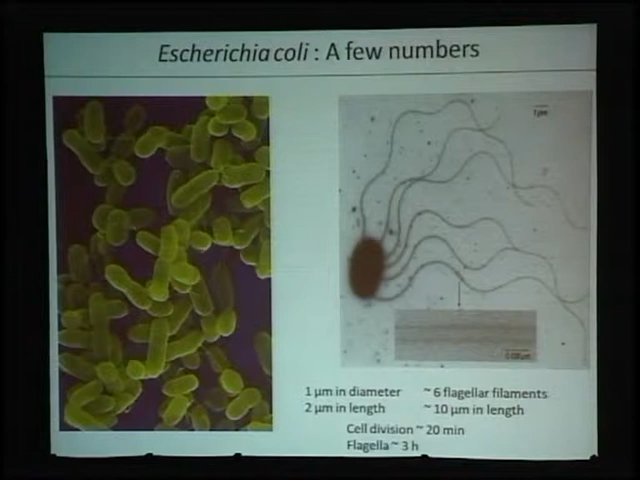 Escherichia coli : A few numbers
1µm
1 µm in diameter
2 µm in length
~ 6 flagellar filaments
~ 10 µm in length
Cell division ~ 20 min
Flagella ~ 3 h